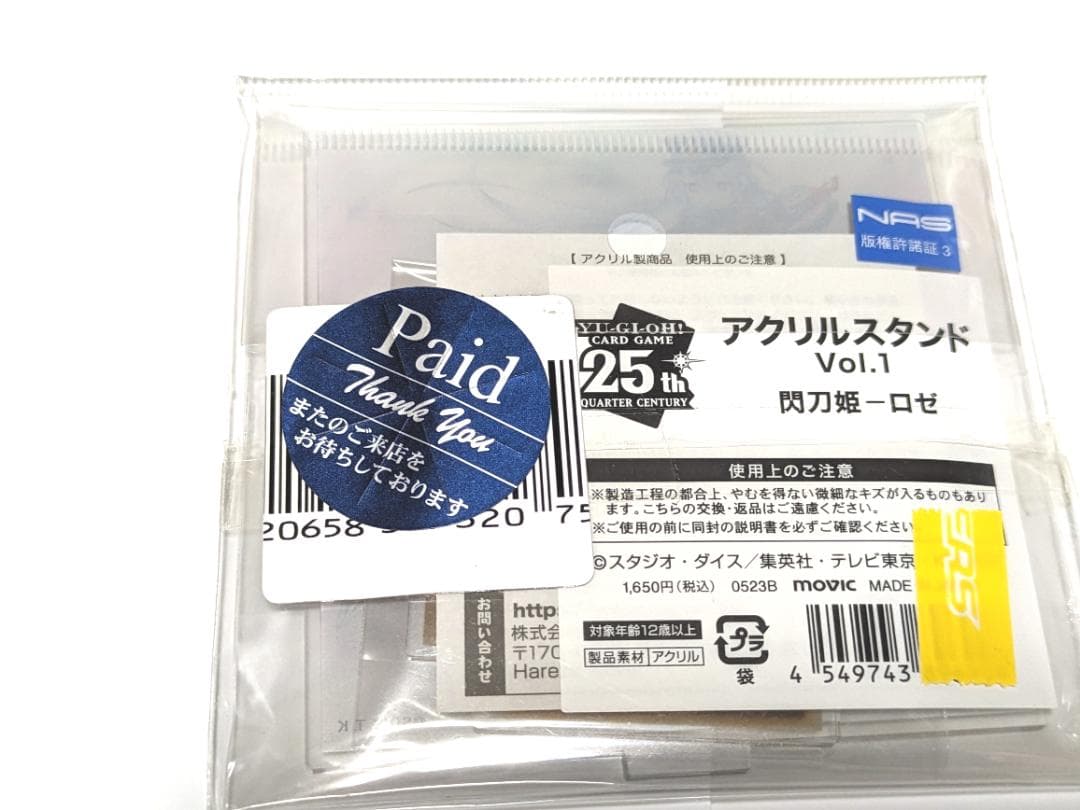 NAS
版権許諾証 3
【 アクリル製商品 使用上のご注意 】
YU-GI-OH!
CARD GAME
25th
QUARTER CENTURY
アクリルスタンド
Vol.1
閃刀姫－ロゼ
Paid
Thank You
またのご来店を
お待ちしております
20658
320 75
使用上のご注意
※製造工程の都合上、やむを得ない微細なキズが入るものもあり
ます。こちらの交換・返品はご遠慮ください。
※ご使用の前に同封の説明書を必ずご確認ください
©スタジオ・ダイス／集英社・テレビ東京
1,650円(税込) 0523B movic MADE
対象年齢12歳以上
製品素材 アクリル
プラ
袋
4 549743
お問い合わせ
http
株式会
〒170
Hare